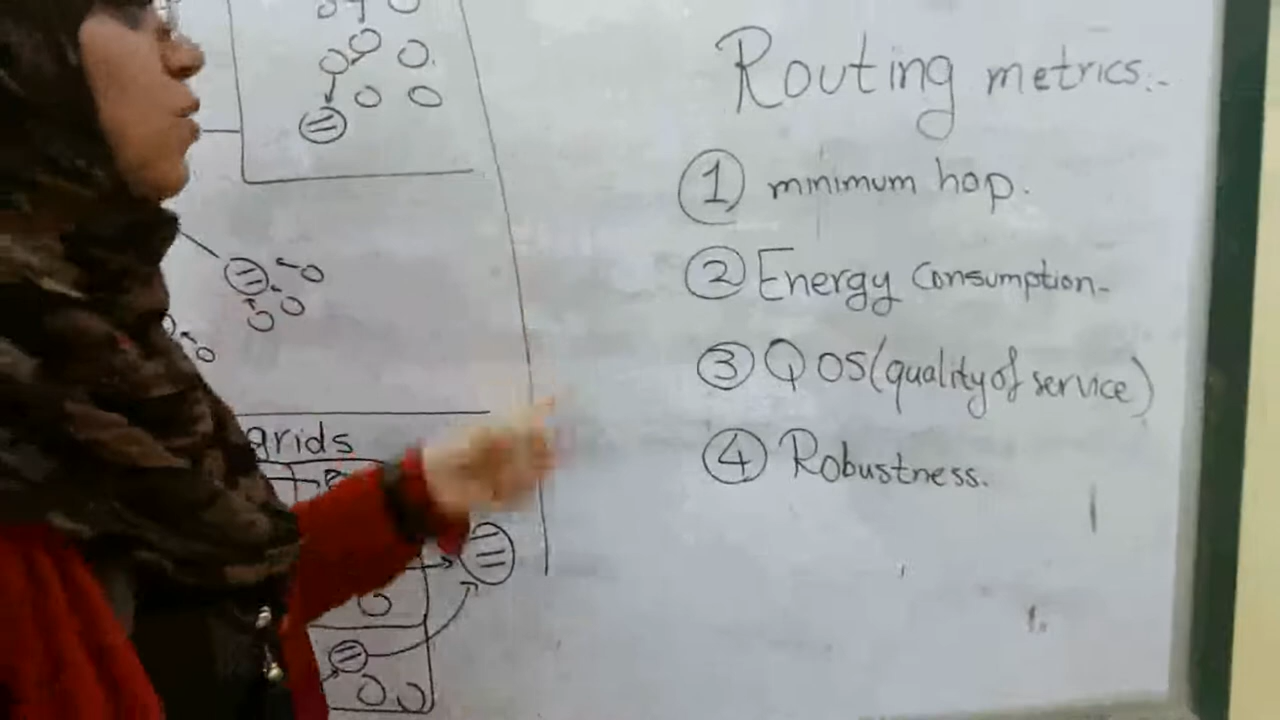 Routing metrics:-
① minimum hop.
② Energy Consumption-
③ QOS (quality of service)
④ Robustness.
grids